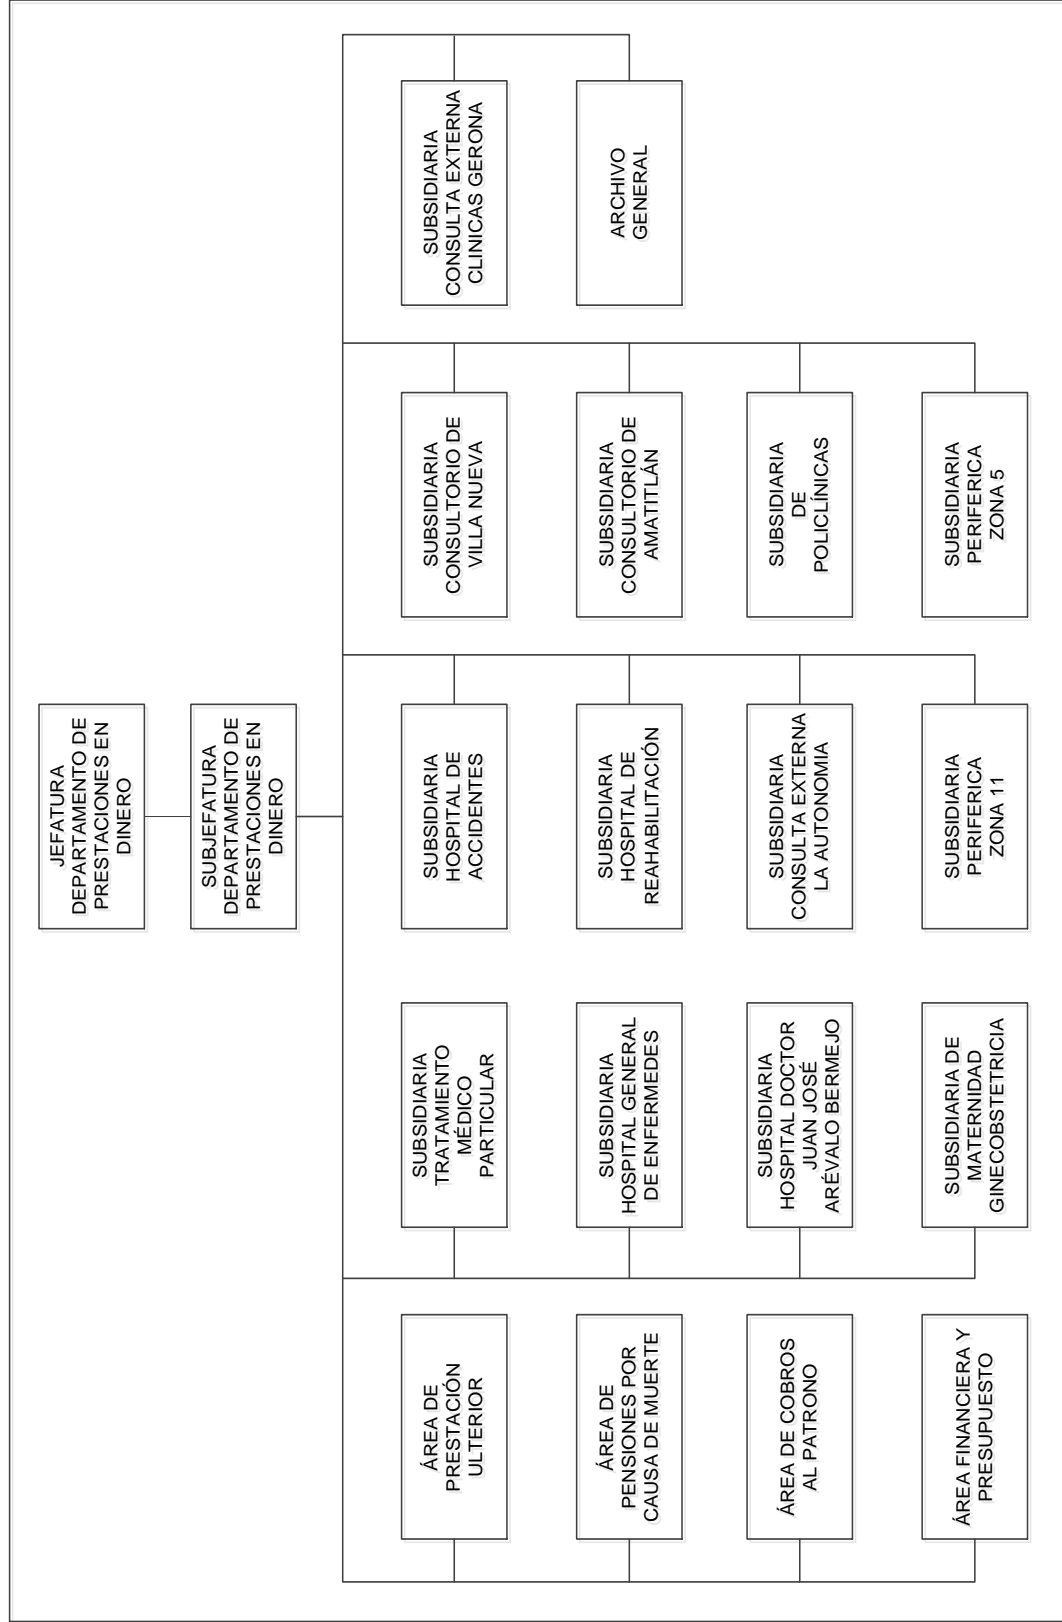 JEFATURA
DEPARTAMENTO DE
PRESTACIONES EN
DINERO
SUBJEFATURA
DEPARTAMENTO DE
PRESTACIONES EN
DINERO
ÁREA DE
PRESTACIÓN
ULTERIOR
ÁREA DE
PENSIONES POR
CAUSA DE MUERTE
ÁREA DE COBROS
AL PATRONO
ÁREA FINANCIERA Y
PRESUPUESTO
SUBSIDIARIA
TRATAMIENTO
MÉDICO
PARTICULAR
SUBSIDIARIA
HOSPITAL GENERAL
DE ENFERMEDES
SUBSIDIARIA
HOSPITAL DOCTOR
JUAN JOSÉ
ARÉVALO BERMEJO
SUBSIDIARIA DE
MATERNIDAD
GINECOBSTETRICIA
SUBSIDIARIA
HOSPITAL DE
ACCIDENTES
SUBSIDIARIA
HOSPITAL DE
REAHABILITACIÓN
SUBSIDIARIA
CONSULTA EXTERNA
LA AUTONOMIA
SUBSIDIARIA
PERIFERICA
ZONA 11
SUBSIDIARIA
CONSULTORIO DE
VILLA NUEVA
SUBSIDIARIA
CONSULTORIO DE
AMATITLÁN
SUBSIDIARIA
DE
POLICLÍNICAS
SUBSIDIARIA
PERIFERICA
ZONA 5
SUBSIDIARIA
CONSULTA EXTERNA
CLINICAS GERONA
ARCHIVO
GENERAL